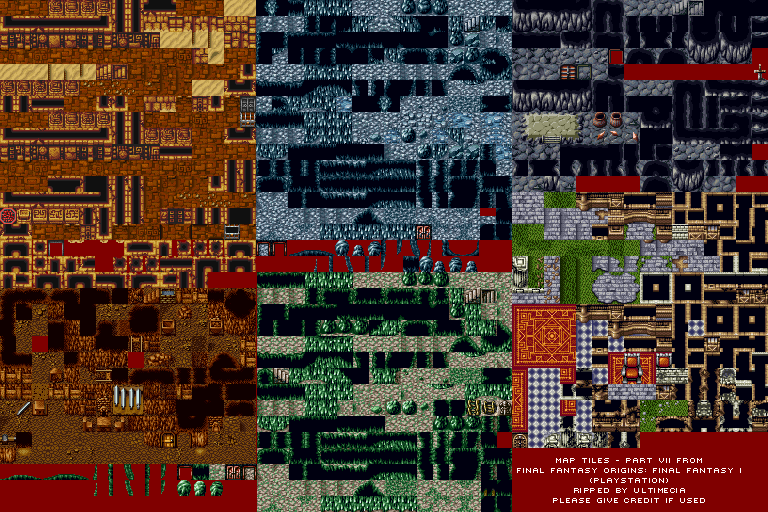 MAP TILES - PART VII FROM
FINAL FANTASY ORIGINS: FINAL FANTASY I
(PLAYSTATION)
RIPPED BY ULTIMECIA
PLEASE GIVE CREDIT IF USED